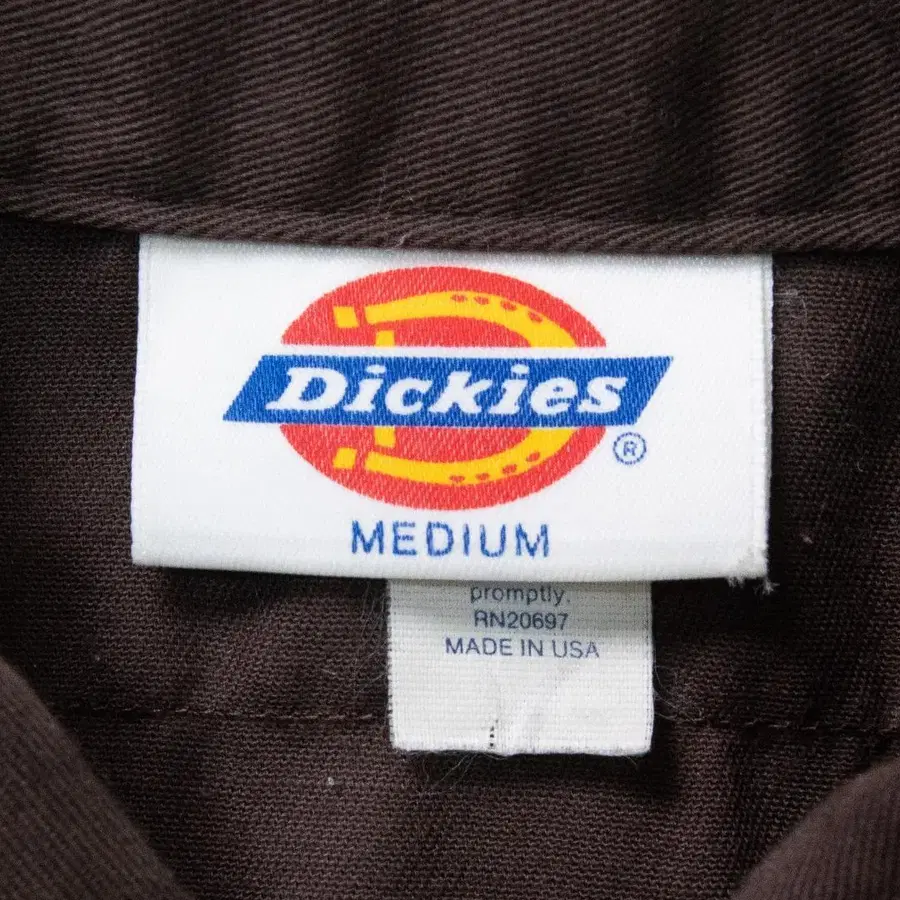 Dickies
®
MEDIUM
promptly.
RN20697
MADE IN USA